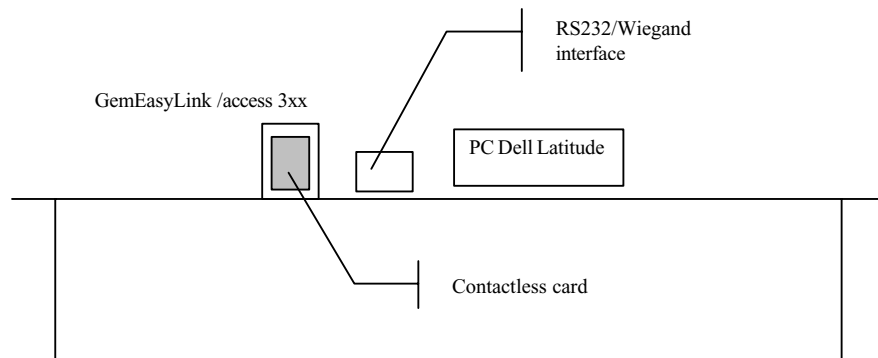 RS232/Wiegand
interface
GemEasyLink /access 3xx
PC Dell Latitude
Contactless card